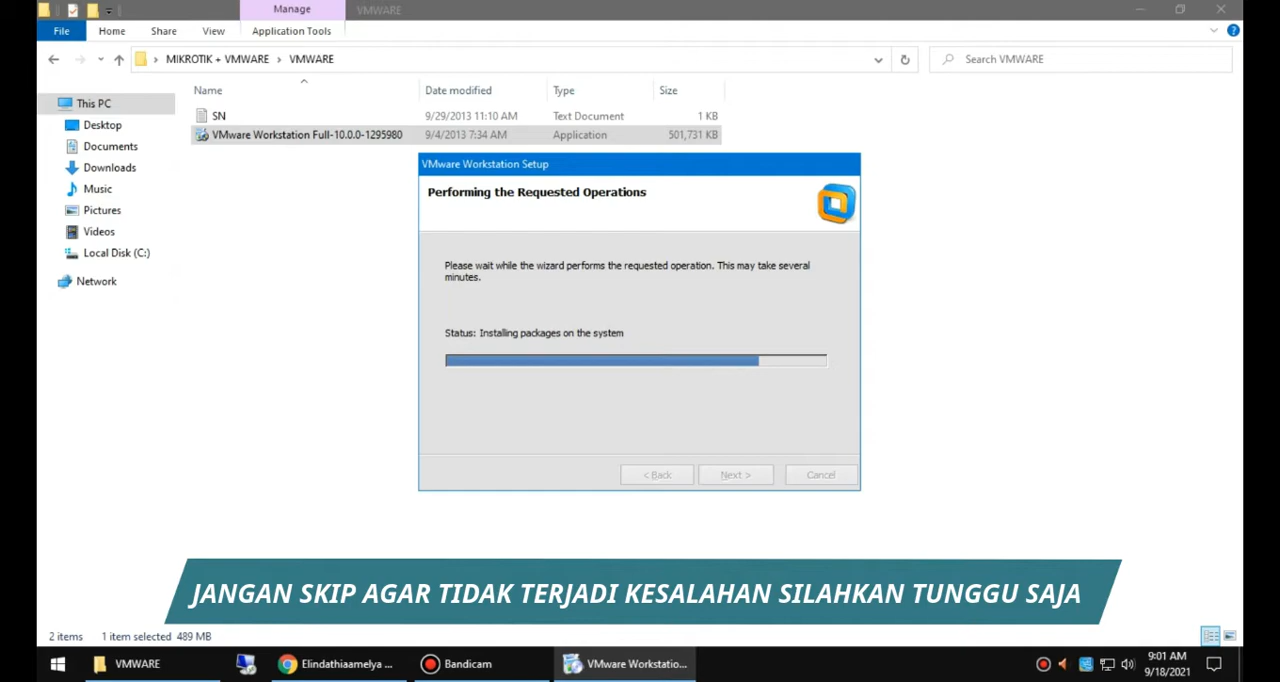 Manage
VMWARE
File
Home
Share
View
Application Tools
MIKROTIK + VMWARE > VMWARE
Search VMWARE
Name
Date modified
Type
Size
This PC
Desktop
Documents
Downloads
Music
Pictures
Videos
Local Disk (C:)
Network
SN
9/29/2013 11:10 AM
Text Document
1 KB
VMware Workstation Full-10.0.0-1295980
9/4/2013 7:34 AM
Application
501,731 KB
VMware Workstation Setup
Performing the Requested Operations
Please wait while the wizard performs the requested operation. This may take several
minutes.
Status: Installing packages on the system
< Back
Next >
Cancel
JANGAN SKIP AGAR TIDAK TERJADI KESALAHAN SILAHKAN TUNGGU SAJA
2 items
1 item selected 489 MB
VMWARE
Elindathiaamelya ...
Bandicam
VMware Workstatio...
9:01 AM
9/18/2021